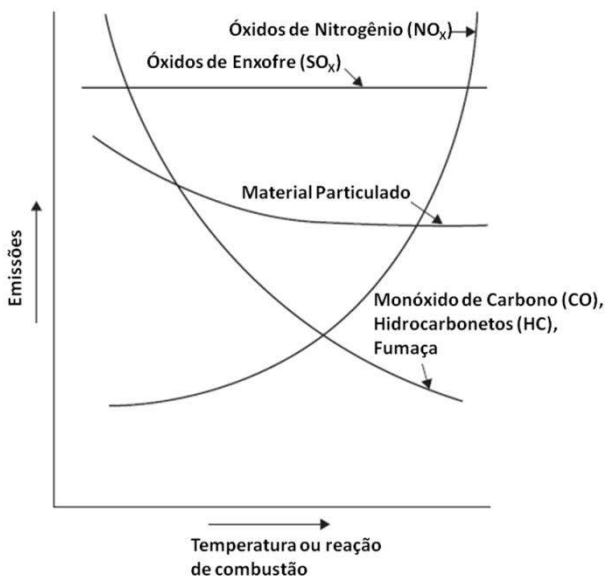 Óxidos de Nitrogênio (NOX)
Óxidos de Enxofre (SOX)
Material Particulado
Emissões
Monóxido de Carbono (CO),
Hidrocarbonetos (HC),
Fumaça
Temperatura ou reação
de combustão